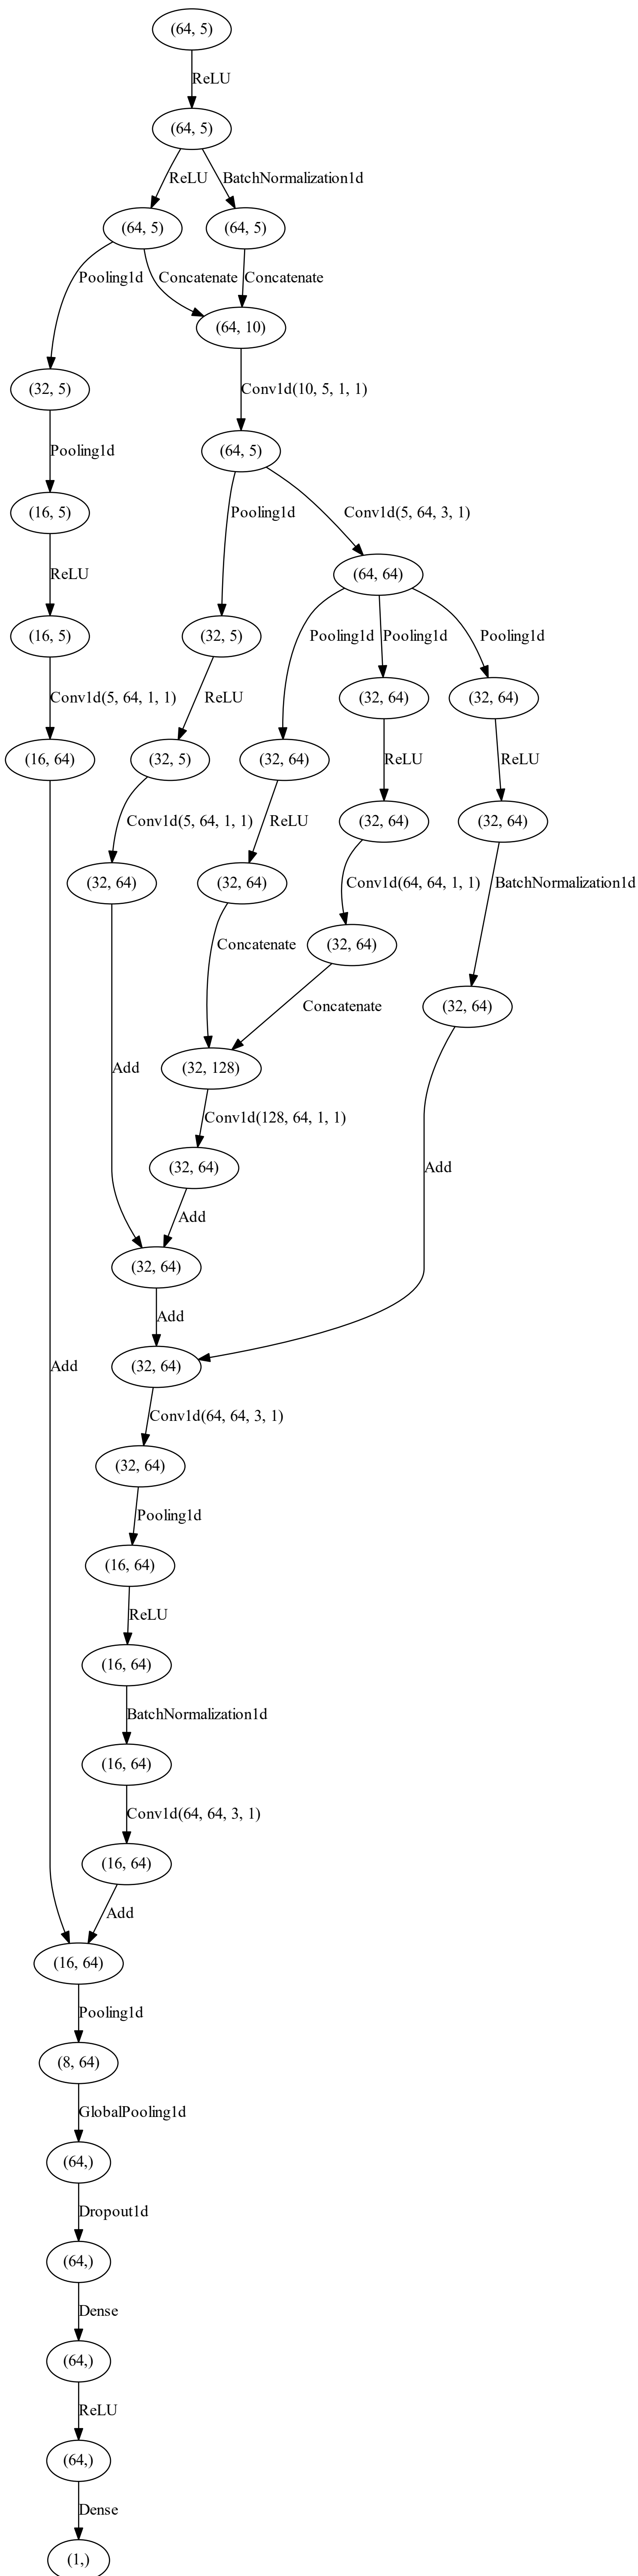 (64, 5)
ReLU
(64, 5)
ReLU BatchNormalization1d
(64, 5) (64, 5)
Pooling1d Concatenate Concatenate
(64, 10)
(32, 5) Conv1d(10, 5, 1, 1)
Pooling1d (64, 5)
(16, 5) Pooling1d Conv1d(5, 64, 3, 1)
ReLU (64, 64)
(16, 5) (32, 5) Pooling1d Pooling1d Pooling1d
Conv1d(5, 64, 1, 1) ReLU (32, 64) (32, 64)
(16, 64) (32, 5) (32, 64) ReLU ReLU
Conv1d(5, 64, 1, 1) ReLU (32, 64) (32, 64)
(32, 64) (32, 64) Conv1d(64, 64, 1, 1) BatchNormalization1d
Concatenate (32, 64)
Concatenate (32, 64)
Add (32, 128)
Conv1d(128, 64, 1, 1)
(32, 64) Add
Add
(32, 64)
Add
Add (32, 64)
Conv1d(64, 64, 3, 1)
(32, 64)
Pooling1d
(16, 64)
ReLU
(16, 64)
BatchNormalization1d
(16, 64)
Conv1d(64, 64, 3, 1)
(16, 64)
Add
(16, 64)
Pooling1d
(8, 64)
GlobalPooling1d
(64,)
Dropout1d
(64,)
Dense
(64,)
ReLU
(64,)
Dense
(1,)